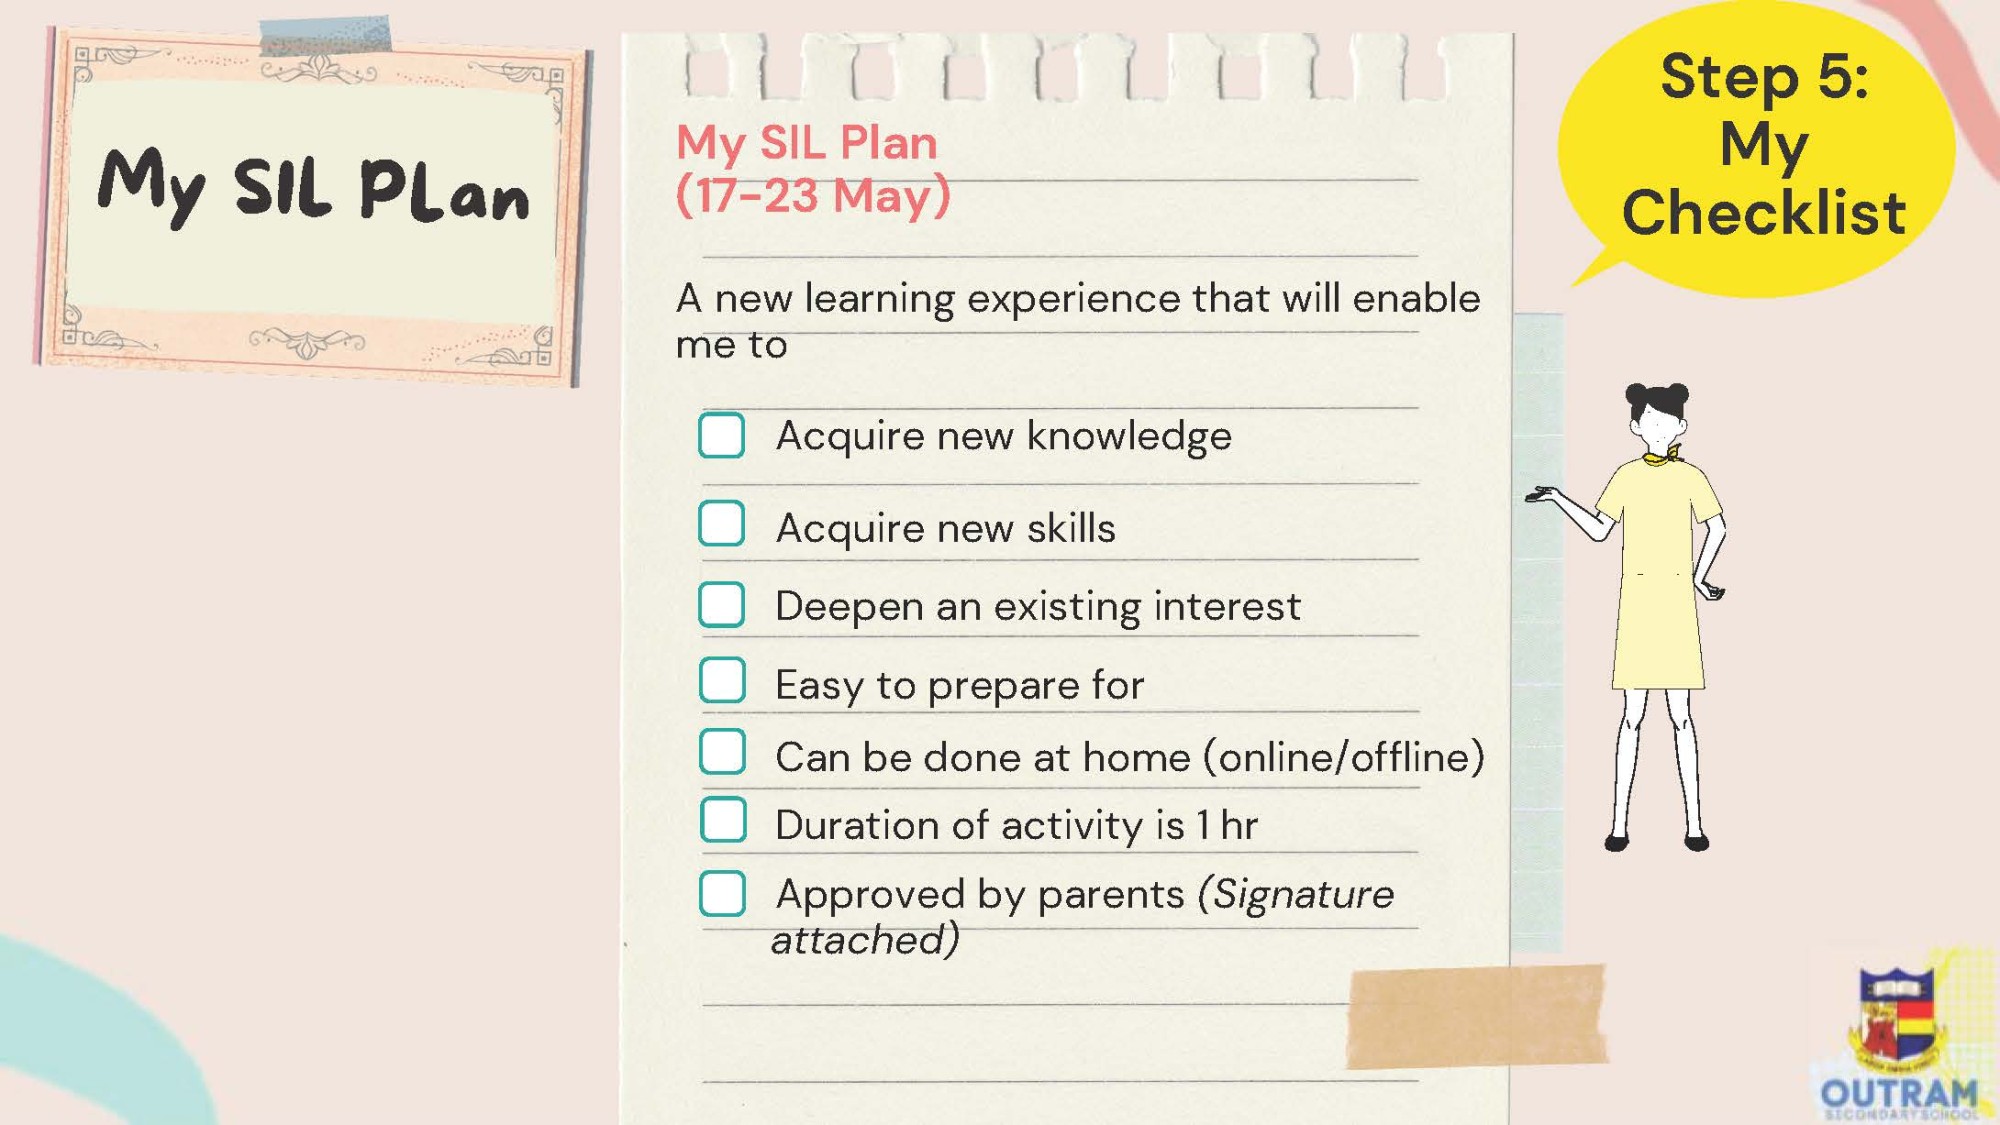 My SIL Plan
My SIL Plan
(17-23 May)
A new learning experience that will enable
me to
Acquire new knowledge
Acquire new skills
Deepen an existing interest
Easy to prepare for
Can be done at home (online/offline)
Duration of activity is 1 hr
Approved by parents (Signature
attached)
Step 5:
My
Checklist
OUTRAM
SECONDARY SCHOOL